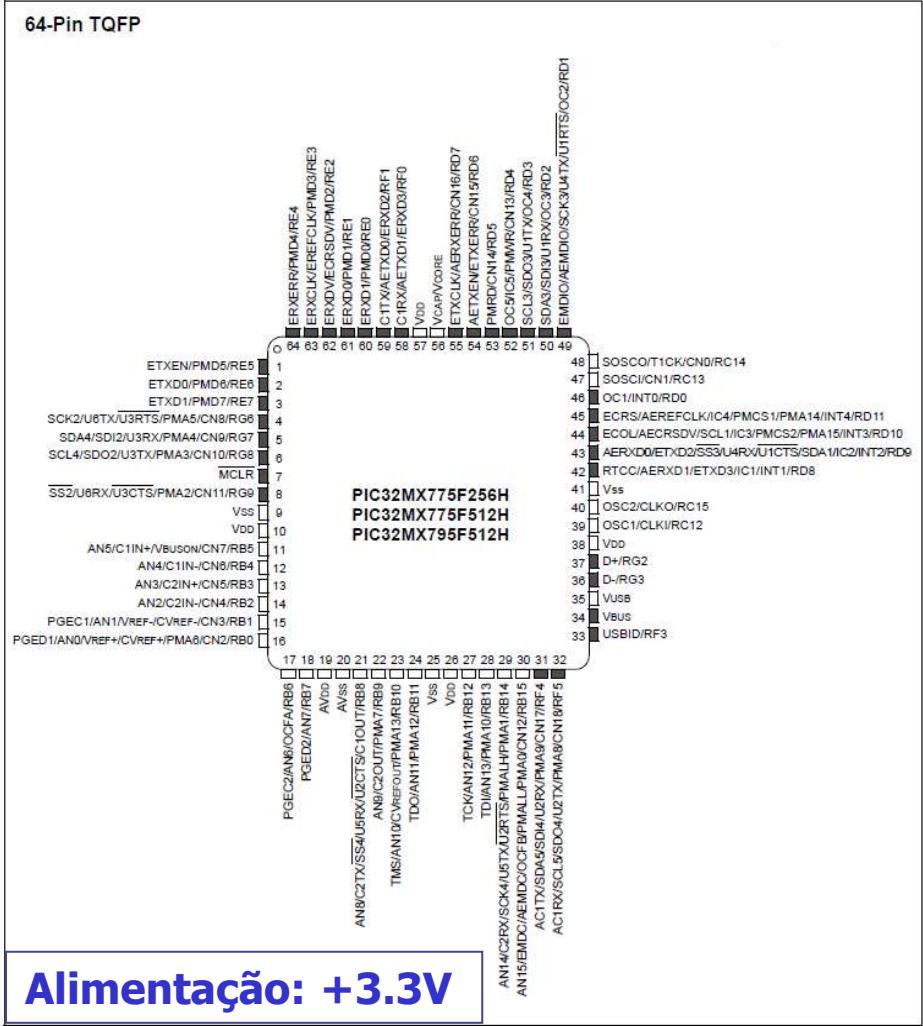 64-Pin TQFP
ERXERR/PMD4/RE4
ERXCLK/EREFCLK/PMD3/RE3
ERXDV/ECRSDV/PMD2/RE2
ERXD0/PMD1/RE1
ERXD1/PMD0/RE0
C1TX/AETXD0/ERXD2/RF1
C1RX/AETXD1/ERXD3/RF0
VDD
VCAP/VCORE
ETXCLK/AERXERR/CN16/RD7
AETXEN/ETXERR/CN15/RD6
PMRD/CN14/RD5
OC5/IC5/PMWR/CN13/RD4
SCL3/SDO3/U1TX/OC4/RD3
SDA3/SDI3/U1RX/OC3/RD2
EMDIO/AEMDIO/SCK3/U4TX/U1RTS/OC2/RD1
64 63 62 61 60 59 58 57 56 55 54 53 52 51 50 49
ETXEN/PMD5/RE5 1
ETXD0/PMD6/RE6 2
ETXD1/PMD7/RE7 3
SCK2/U6TX/U3RTS/PMA5/CN8/RG6 4
SDA4/SDI2/U3RX/PMA4/CN9/RG7 5
SCL4/SDO2/U3TX/PMA3/CN10/RG8 6
MCLR 7
SS2/U6RX/U3CTS/PMA2/CN11/RG9 8
VSS 9
VDD 10
AN5/C1IN+/VBUSON/CN7/RB5 11
AN4/C1IN-/CN6/RB4 12
AN3/C2IN+/CN5/RB3 13
AN2/C2IN-/CN4/RB2 14
PGEC1/AN1/VREF-/CVREF-/CN3/RB1 15
PGED1/AN0/VREF+/CVREF+/PMA6/CN2/RB0 16
PIC32MX775F256H
PIC32MX775F512H
PIC32MX795F512H
48 SOSCO/T1CK/CN0/RC14
47 SOSCI/CN1/RC13
46 OC1/INT0/RD0
45 ECRS/AEREFCLK/IC4/PMCS1/PMA14/INT4/RD11
44 ECOL/AECRSDV/SCL1/IC3/PMCS2/PMA15/INT3/RD10
43 AERXD0/ETXD2/SS3/U4RX/U1CTS/SDA1/IC2/INT2/RD9
42 RTCC/AERXD1/ETXD3/IC1/INT1/RD8
41 Vss
40 OSC2/CLKO/RC15
39 OSC1/CLKI/RC12
38 VDD
37 D+/RG2
36 D-/RG3
35 VUSB
34 VBUS
33 USBID/RF3
17 18 19 20 21 22 23 24 25 26 27 28 29 30 31 32
PGEC2/AN6/OCFA/RB6
PGED2/AN7/RB7
AVDD
AVSS
AN8/C2TX/SS4/U5RX/U2CTS/C1OUT/RB8
AN9/C2OUT/PMA7/RB9
TMS/AN10/CVREFOUT/PMA13/RB10
TDO/AN11/PMA12/RB11
Vss
VDD
TCK/AN12/PMA11/RB12
TDI/AN13/PMA10/RB13
AN14/C2RX/SCK4/U5TX/U2RTS/PMALH/PMA1/RB14
AN15/EMDC/AEMDC/OCFB/PMALL/PMA0/CN12/RB15
AC1TX/SDA5/SDI4/U2RX/PMA9/CN17/RF4
AC1RX/SCL5/SDO4/U2TX/PMA8/CN18/RF5
Alimentação: +3.3V